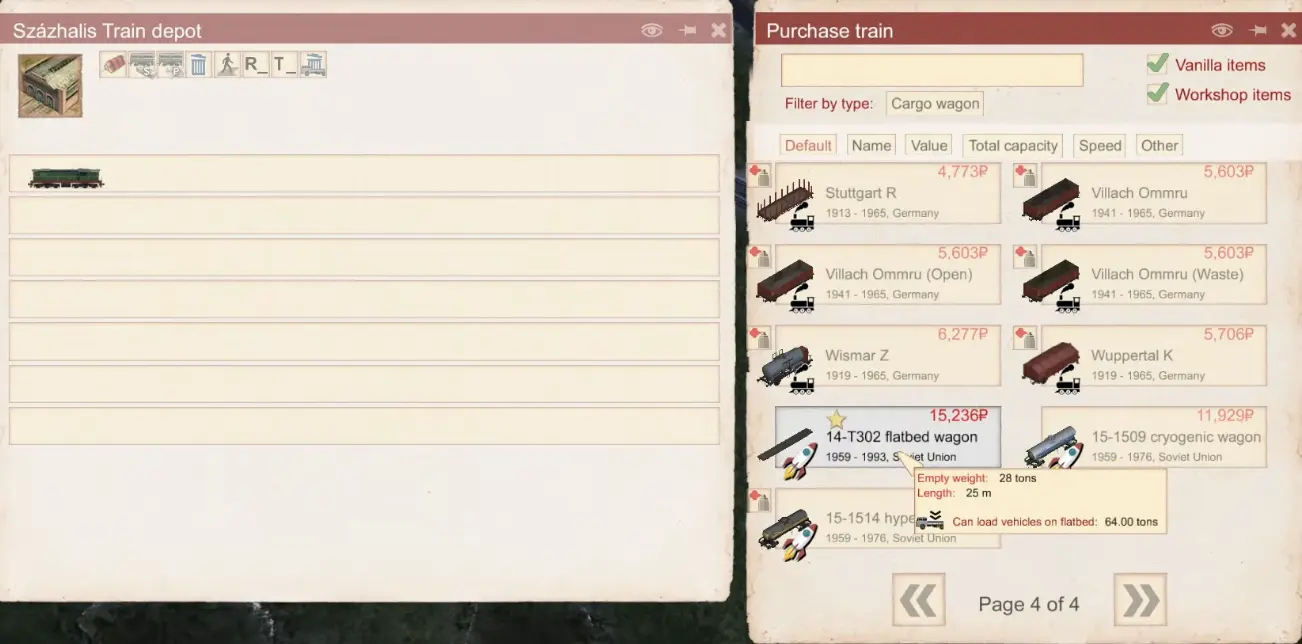 Százhalis Train depot
S P R_ T_
Purchase train
Vanilla items
Workshop items
Filter by type: Cargo wagon
Default Name Value Total capacity Speed Other
4,773₽
Stuttgart R
1913 - 1965, Germany
5,603₽
Villach Ommru
1941 - 1965, Germany
5,603₽
Villach Ommru (Open)
1941 - 1965, Germany
5,603₽
Villach Ommru (Waste)
1941 - 1965, Germany
6,277₽
Wismar Z
1919 - 1965, Germany
5,706₽
Wuppertal K
1919 - 1965, Germany
15,236₽
14-T302 flatbed wagon
1959 - 1993, Soviet Union
11,929₽
15-1509 cryogenic wagon
1959 - 1976, Soviet Union
Empty weight: 28 tons
Length: 25 m
Can load vehicles on flatbed: 64.00 tons
15-1514 hype
1959 - 1976, Soviet Union
Page 4 of 4